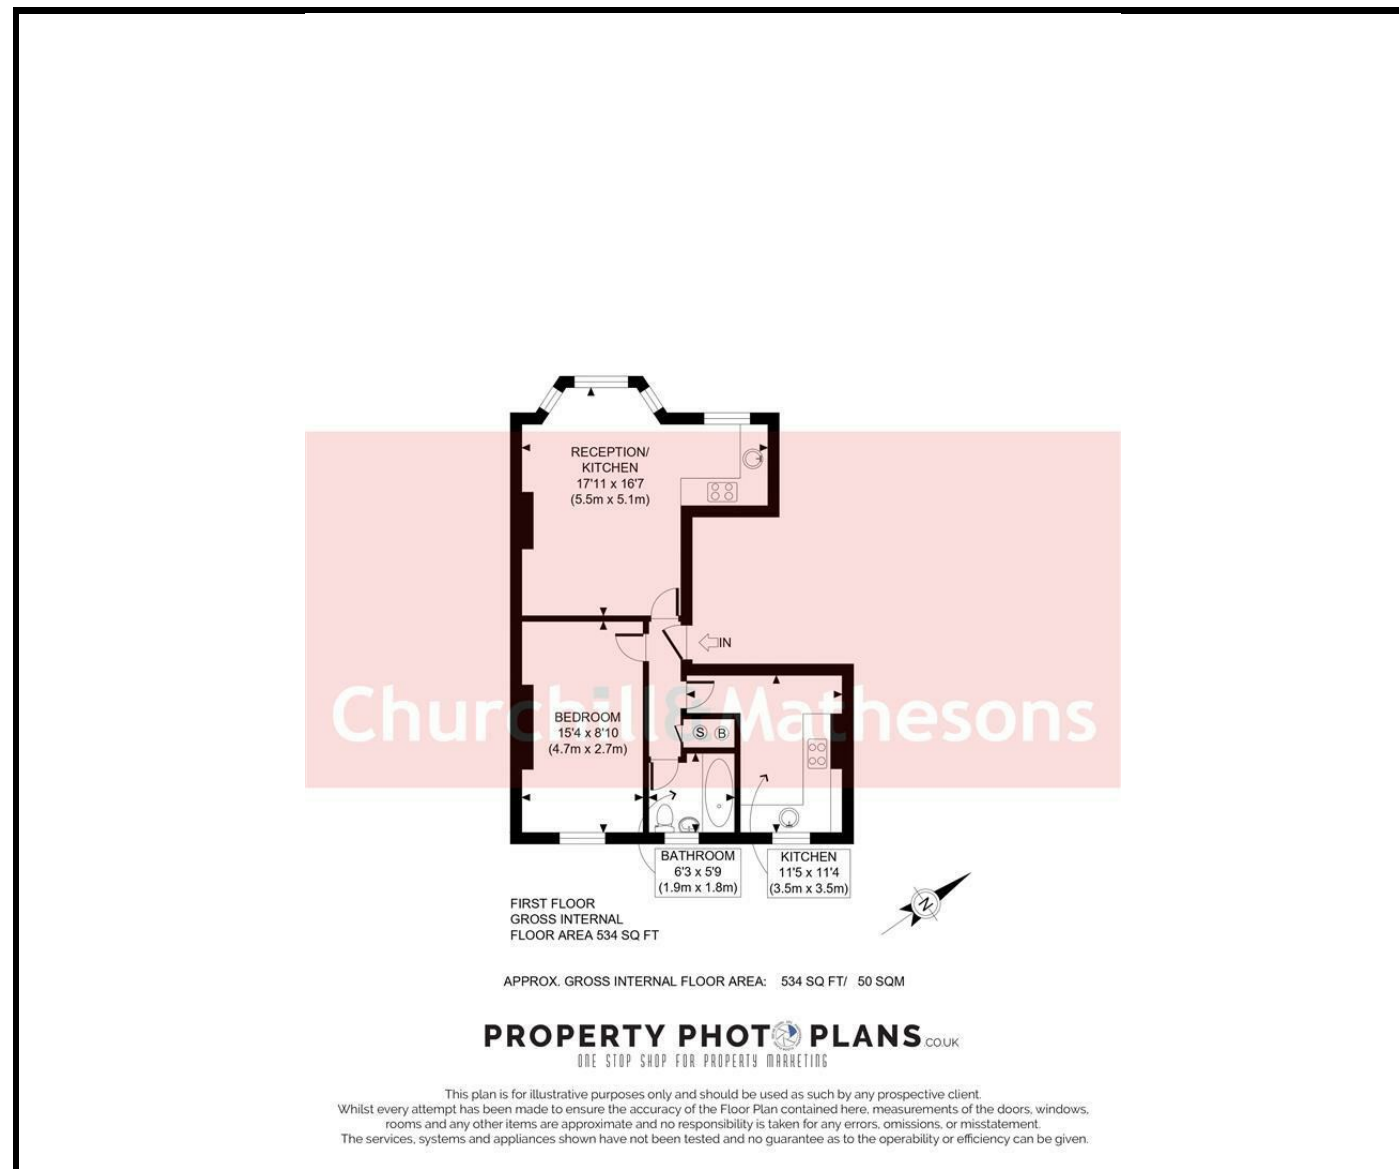 RECEPTION/
KITCHEN
17'11 x 16'7
(5.5m x 5.1m)
IN
Churchill&Mathesons
BEDROOM
15'4 x 8'10
(4.7m x 2.7m)
S B
BATHROOM
6'3 x 5'9
(1.9m x 1.8m)
KITCHEN
11'5 x 11'4
(3.5m x 3.5m)
N
FIRST FLOOR
GROSS INTERNAL
FLOOR AREA 534 SQ FT
APPROX. GROSS INTERNAL FLOOR AREA: 534 SQ FT/ 50 SQM
PROPERTY PHOTO PLANS.CO.UK
ONE STOP SHOP FOR PROPERTY MARKETING
This plan is for illustrative purposes only and should be used as such by any prospective client.
Whilst every attempt has been made to ensure the accuracy of the Floor Plan contained here, measurements of the doors, windows,
rooms and any other items are approximate and no responsibility is taken for any errors, omissions, or misstatement.
The services, systems and appliances shown have not been tested and no guarantee as to the operability or efficiency can be given.